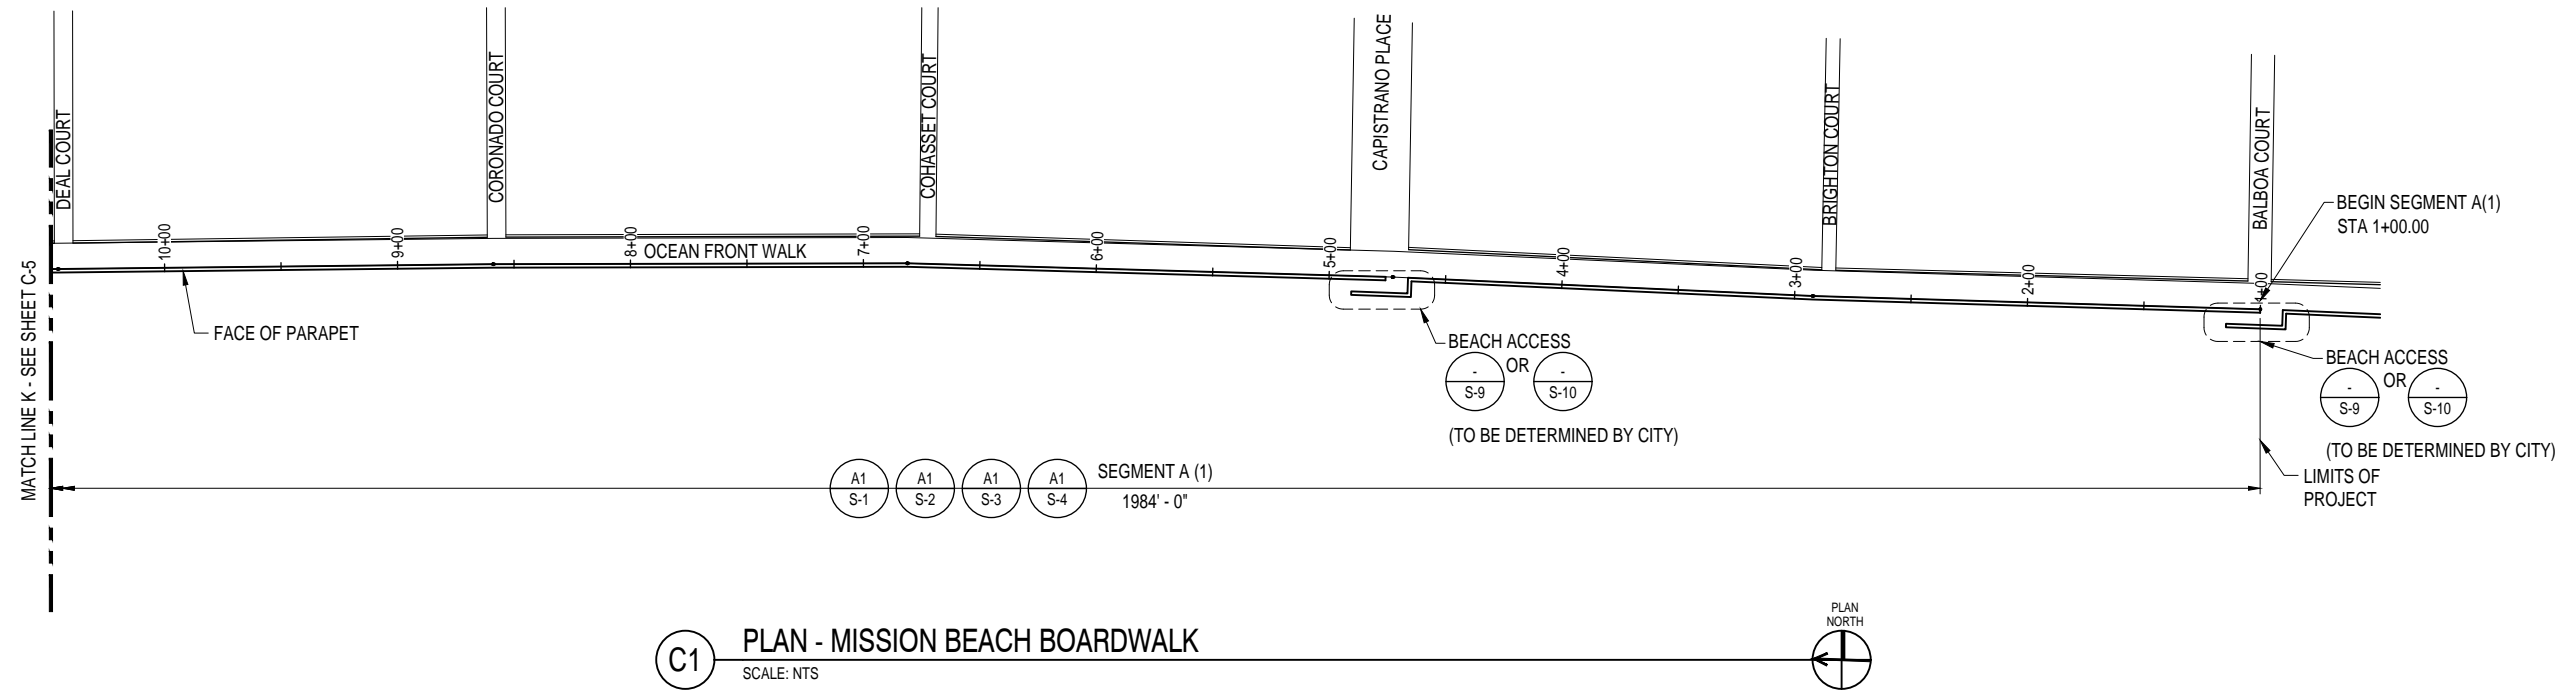 DEAL COURT
CORONADO COURT
COHASSET COURT
CAPISTRANO PLACE
BRIGHTON COURT
BALBOA COURT
BEGIN SEGMENT A(1)
STA 1+00.00
10+00
9+00
8+00
OCEAN FRONT WALK
7+00
6+00
5+00
4+00
3+00
2+00
1+00
MATCH LINE K - SEE SHEET C-5
FACE OF PARAPET
BEACH ACCESS
OR
-
S-9
-
S-10
(TO BE DETERMINED BY CITY)
BEACH ACCESS
OR
-
S-9
-
S-10
(TO BE DETERMINED BY CITY)
LIMITS OF
PROJECT
A1
S-1
A1
S-2
A1
S-3
A1
S-4
SEGMENT A (1)
1984' - 0"
C1
PLAN - MISSION BEACH BOARDWALK
SCALE: NTS
PLAN
NORTH